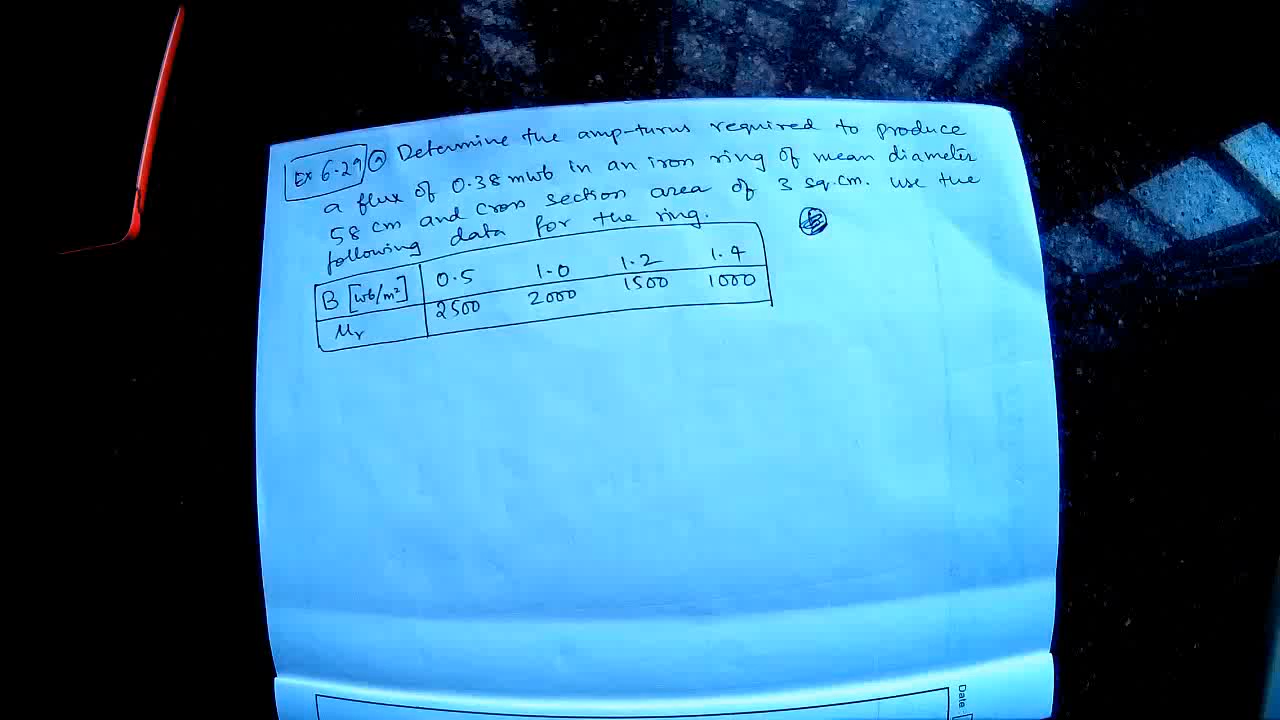 Ex 6.29 a Determine the amp-turns required to produce
a flux of 0.38 mwb in an iron ring of mean diameter
58 cm and cross section area of 3 sq.cm. use the
following data for the ring.
B [wb/m²] 0.5 1.0 1.2 1.4
μr 2500 2000 1500 1000
Date :